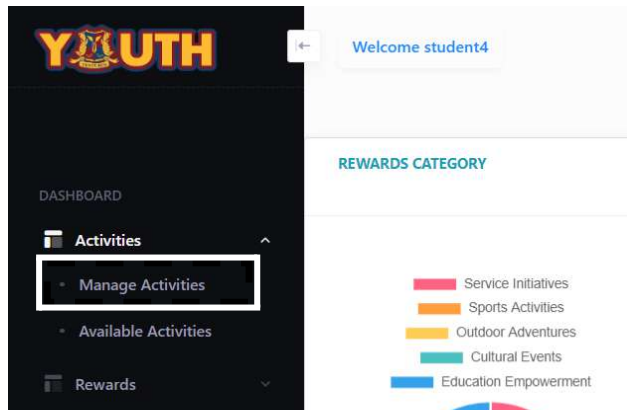 YOUTH
Welcome student4
REWARDS CATEGORY
DASHBOARD
Activities
Manage Activities
Available Activities
Rewards
Service Initiatives
Sports Activities
Outdoor Adventures
Cultural Events
Education Empowerment